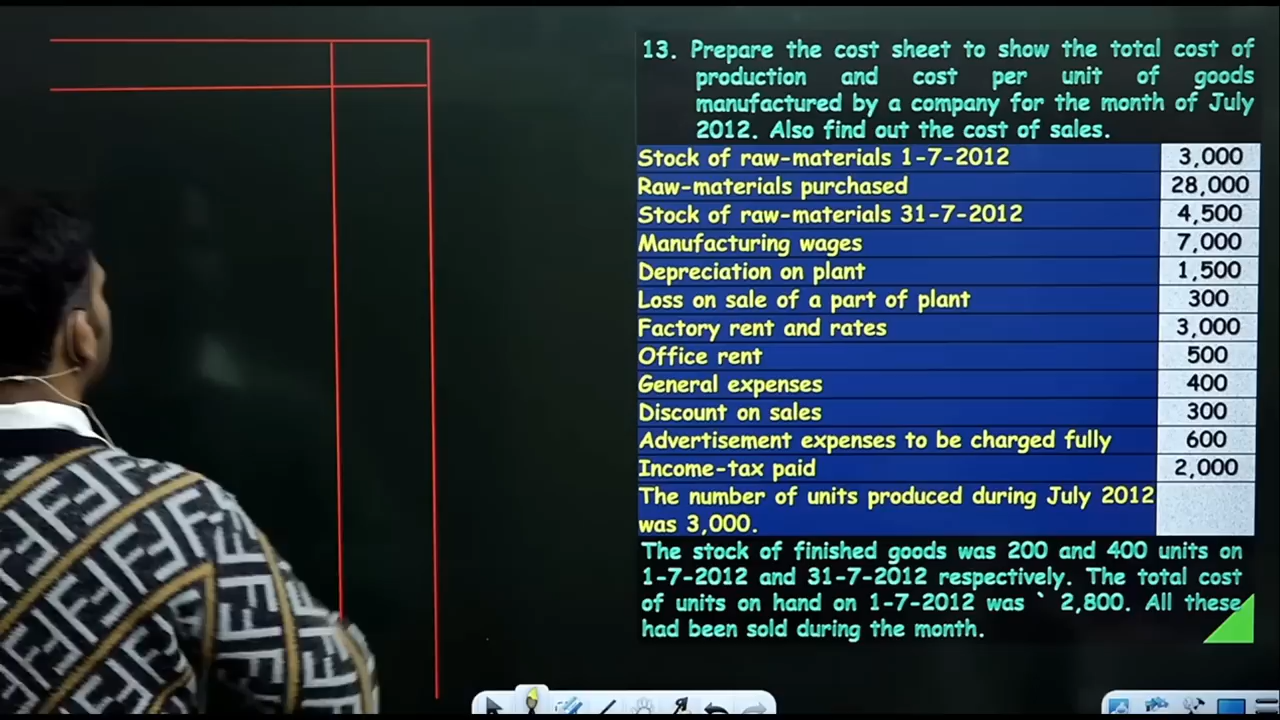 13. Prepare the cost sheet to show the total cost of
production and cost per unit of goods
manufactured by a company for the month of July
2012. Also find out the cost of sales.
Stock of raw-materials 1-7-2012 3,000
Raw-materials purchased 28,000
Stock of raw-materials 31-7-2012 4,500
Manufacturing wages 7,000
Depreciation on plant 1,500
Loss on sale of a part of plant 300
Factory rent and rates 3,000
Office rent 500
General expenses 400
Discount on sales 300
Advertisement expenses to be charged fully 600
Income-tax paid 2,000
The number of units produced during July 2012
was 3,000.
The stock of finished goods was 200 and 400 units on
1-7-2012 and 31-7-2012 respectively. The total cost
of units on hand on 1-7-2012 was ` 2,800. All these
had been sold during the month.